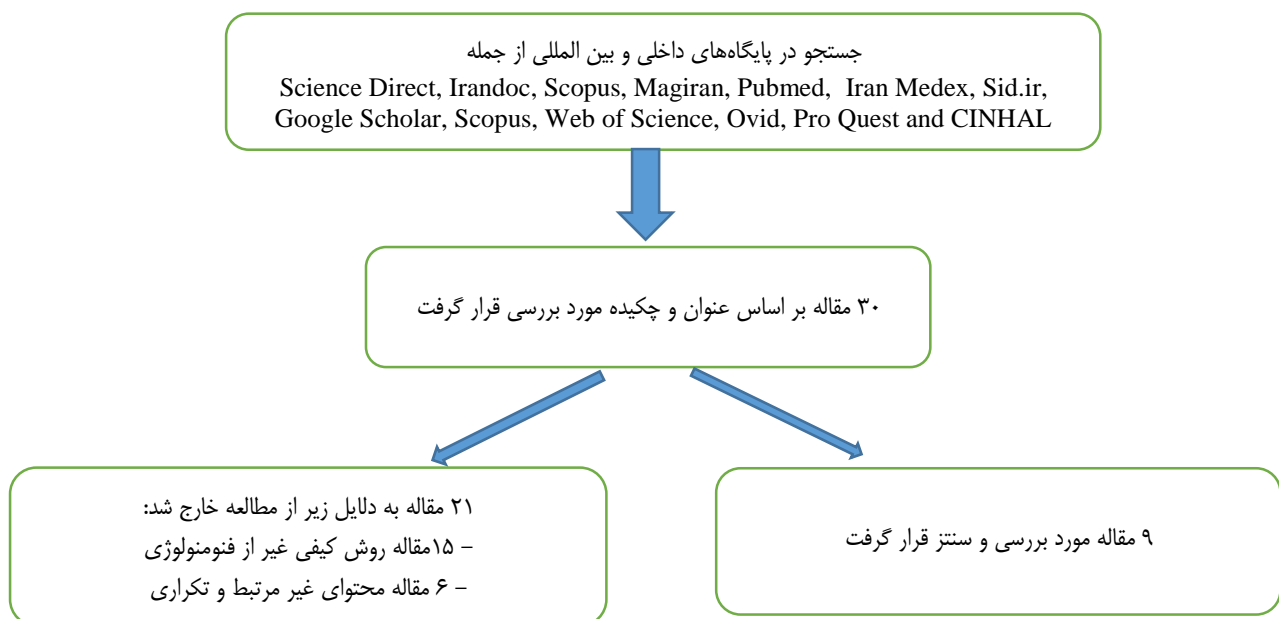 جستجو در پایگاه‌های داخلی و بین المللی از جمله
Science Direct, Irandoc, Scopus, Magiran, Pubmed, Iran Medex, Sid.ir,
Google Scholar, Scopus, Web of Science, Ovid, Pro Quest and CINHAL
۳۰ مقاله بر اساس عنوان و چکیده مورد بررسی قرار گرفت
۲۱ مقاله به دلایل زیر از مطالعه خارج شد:
- ۱۵مقاله روش کیفی غیر از فنومنولوژی
- ۶ مقاله محتوای غیر مرتبط و تکراری
۹ مقاله مورد بررسی و سنتز قرار گرفت